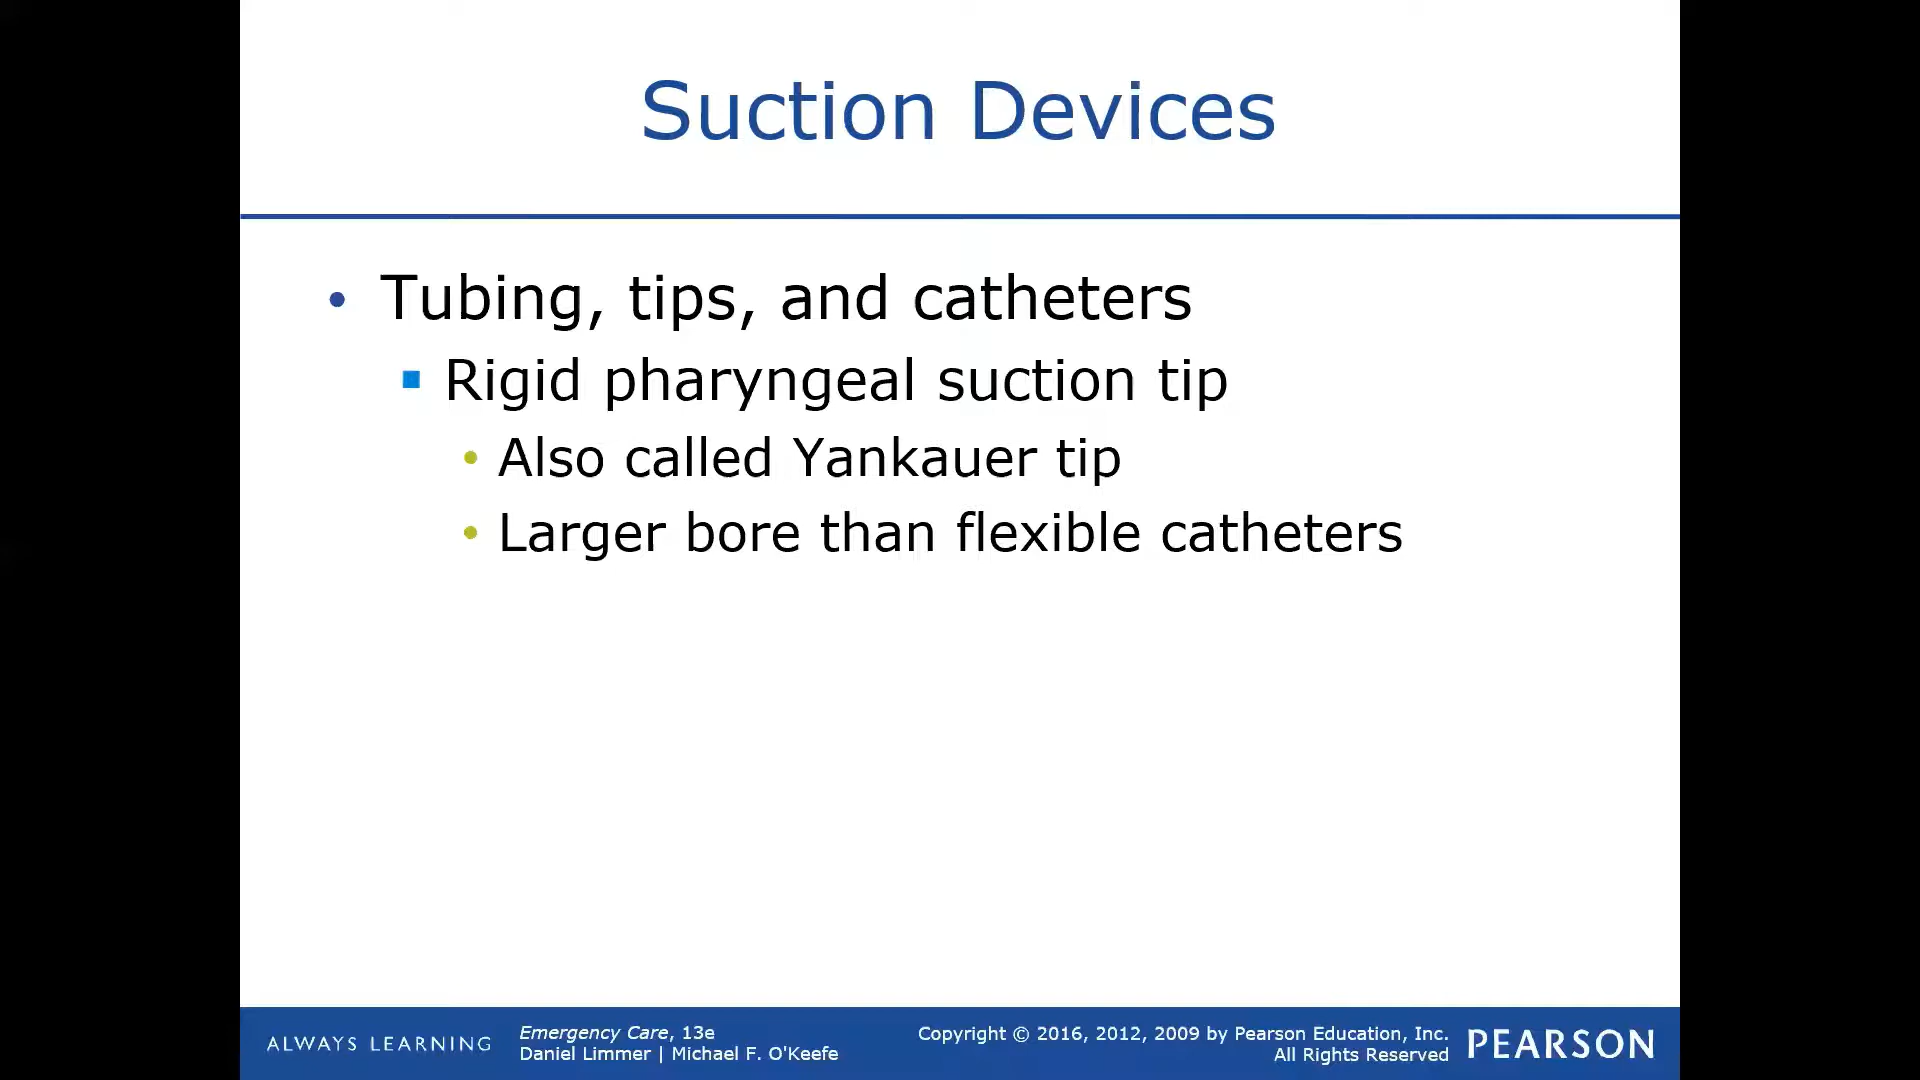 Suction Devices
• Tubing, tips, and catheters
▪ Rigid pharyngeal suction tip
• Also called Yankauer tip
• Larger bore than flexible catheters
ALWAYS LEARNING
Emergency Care, 13e
Daniel Limmer | Michael F. O'Keefe
Copyright © 2016, 2012, 2009 by Pearson Education, Inc.
All Rights Reserved
PEARSON